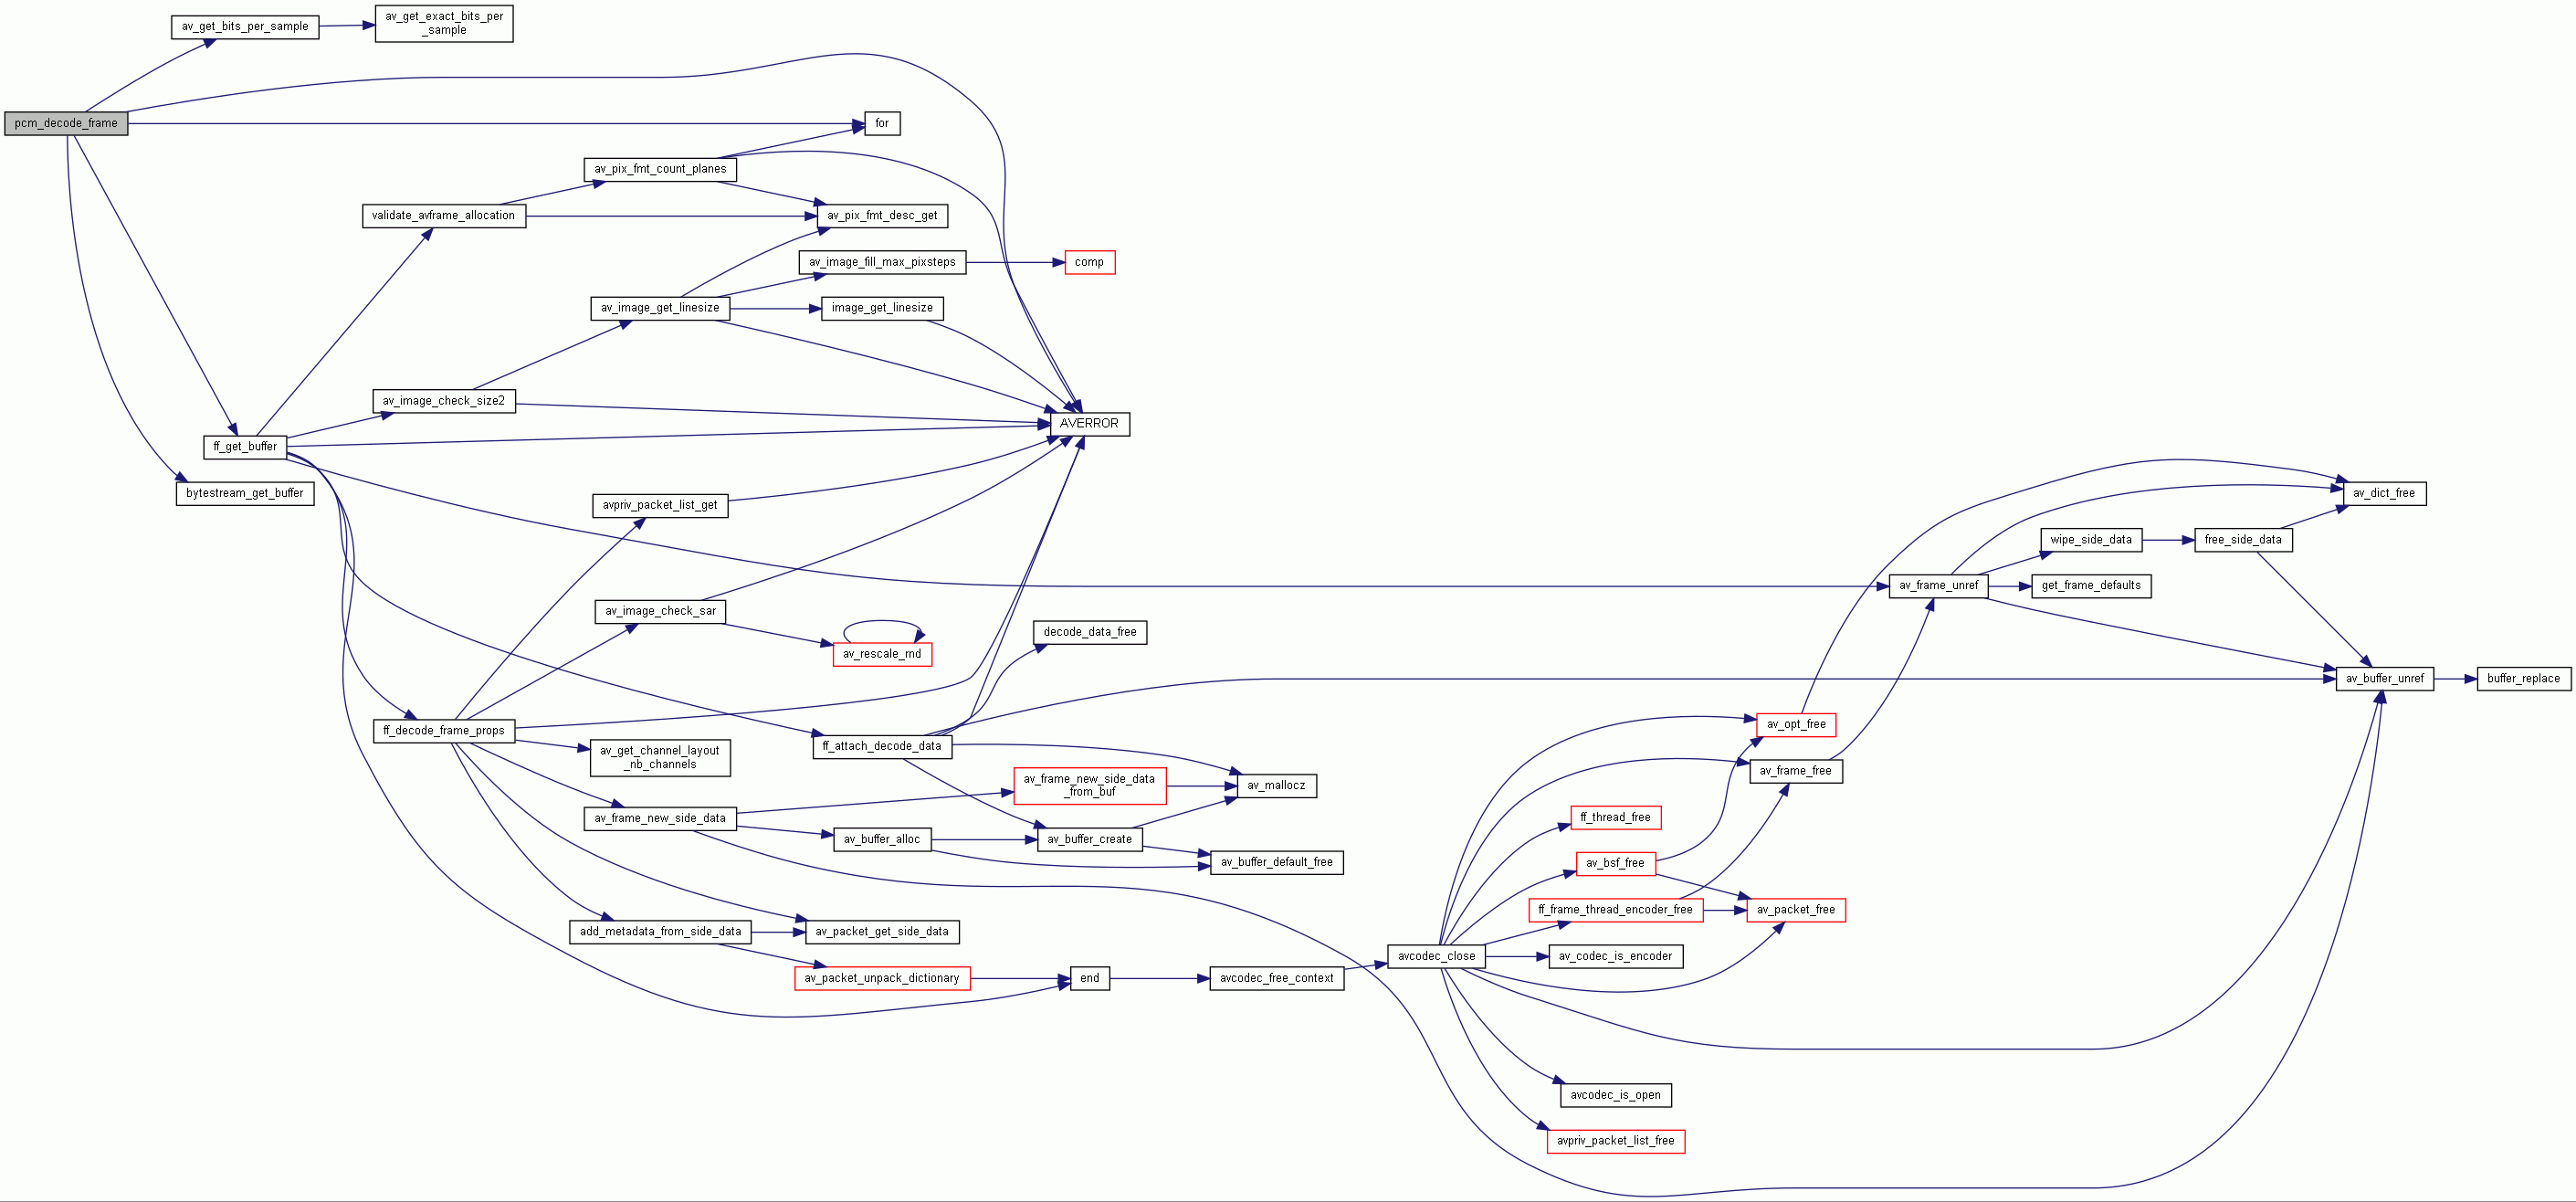 av_get_exact_bits_per
_sample
av_get_bits_per_sample
pcm_decode_frame
for
av_pix_fmt_count_planes
validate_avframe_allocation
av_pix_fmt_desc_get
av_image_fill_max_pixsteps
comp
av_image_get_linesize
image_get_linesize
av_image_check_size2
AVERROR
ff_get_buffer
bytestream_get_buffer
avpriv_packet_list_get
av_dict_free
wipe_side_data
free_side_data
av_frame_unref
get_frame_defaults
av_image_check_sar
decode_data_free
av_rescale_rnd
av_buffer_unref
buffer_replace
ff_decode_frame_props
av_opt_free
ff_attach_decode_data
av_get_channel_layout
_nb_channels
av_frame_free
av_frame_new_side_data
_from_buf
av_mallocz
av_frame_new_side_data
ff_thread_free
av_buffer_alloc
av_buffer_create
av_buffer_default_free
av_bsf_free
ff_frame_thread_encoder_free
av_packet_free
add_metadata_from_side_data
av_packet_get_side_data
avcodec_close
av_codec_is_encoder
av_packet_unpack_dictionary
end
avcodec_free_context
avcodec_is_open
avpriv_packet_list_free